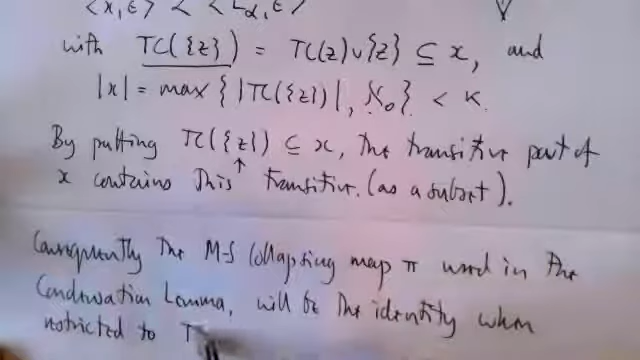 ⟨x,∈⟩ ≺ ⟨L_α,∈⟩
with TC({z}) = TC(z)∪{z} ⊆ x, and
|x| = max{|TC({z})|, ℵ₀} < κ.
By putting TC({z}) ⊆ x, the transitive part of
x contains this ↑ transitive. (as a subset).
Consequently the M-S Collapsing map π used in the
Condensation Lemma, will be the identity when
restricted to T